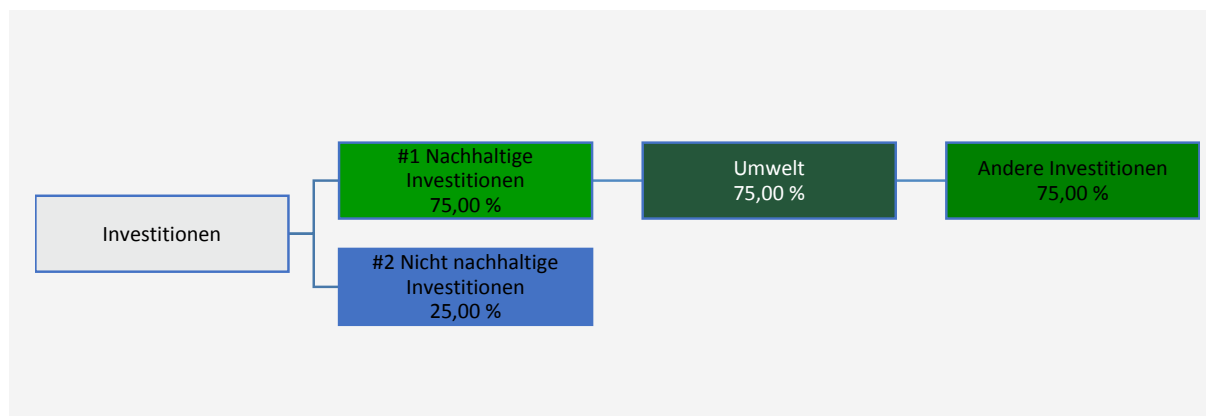 Investitionen
#1 Nachhaltige
Investitionen
75,00 %
Umwelt
75,00 %
Andere Investitionen
75,00 %
#2 Nicht nachhaltige
Investitionen
25,00 %